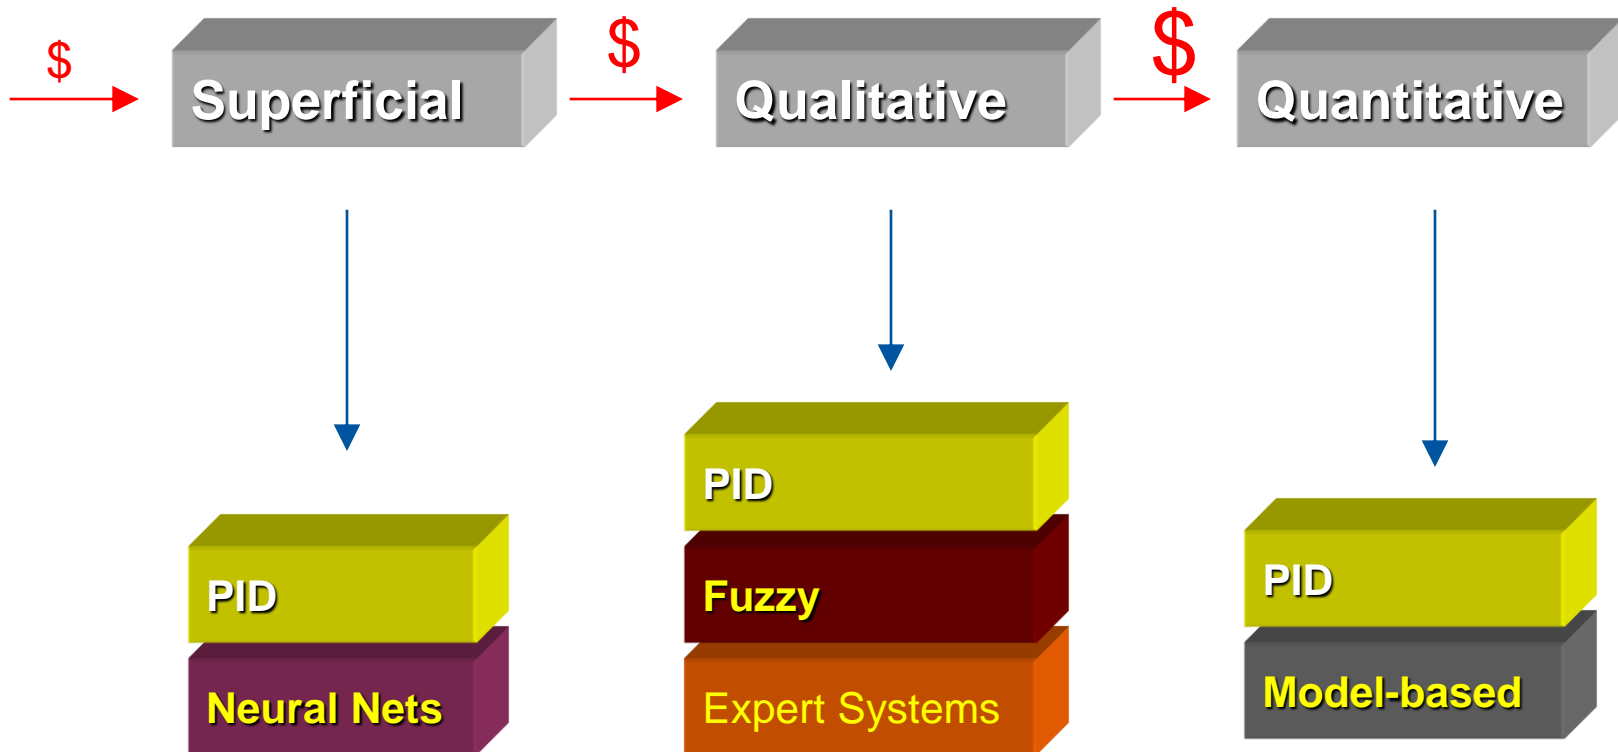 $
Superficial
$
Qualitative
$
Quantitative
PID
Neural Nets
PID
Fuzzy
Expert Systems
PID
Model-based